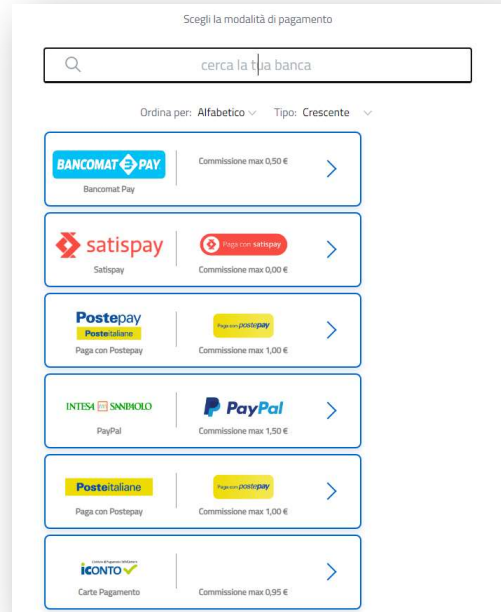 Scegli la modalità di pagamento
cerca la tua banca
Ordina per: Alfabetico Tipo: Crescente
BANCOMAT PAY
Commissione max 0,50 €
Bancomat Pay
satispay
Paga con satispay
Satispay
Commissione max 0,00 €
Postepay
Posteitaliane
Paga con postepay
Paga con Postepay
Commissione max 1,00 €
INTESA SANPAOLO
PayPal
PayPal
Commissione max 1,50 €
Posteitaliane
Paga con postepay
Paga con Postepay
Commissione max 1,00 €
ICONTO
Carte Pagamento
Commissione max 0,95 €